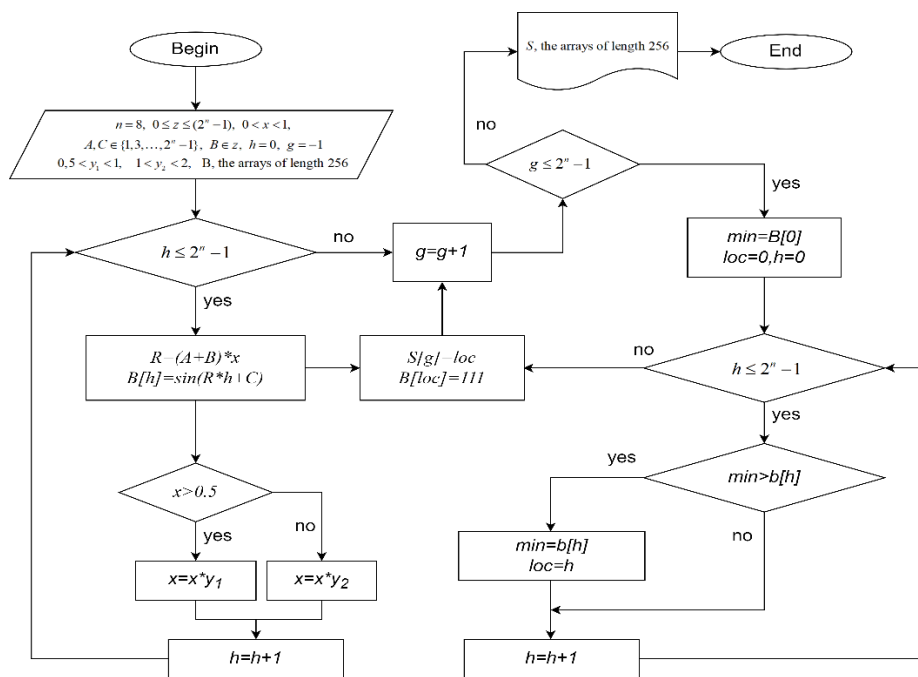 Begin
n=8, 0≤z≤(2ⁿ−1), 0<x<1,
A,C∈{1,3,…,2ⁿ−1}, B∈z, h=0, g=−1
0,5<y₁<1, 1<y₂<2, B, the arrays of length 256
h≤2ⁿ−1
no
yes
R−(A+B)*x
B[h]=sin(R*h|C)
x>0.5
yes
no
x=x*y₁
x=x*y₂
h=h+1
g=g+1
S/g/−loc
B[loc]=111
S, the arrays of length 256
End
no
g≤2ⁿ−1
yes
min=B[0]
loc=0,h=0
no
h≤2ⁿ−1
yes
yes
min>b[h]
no
min=b[h]
loc=h
h=h+1